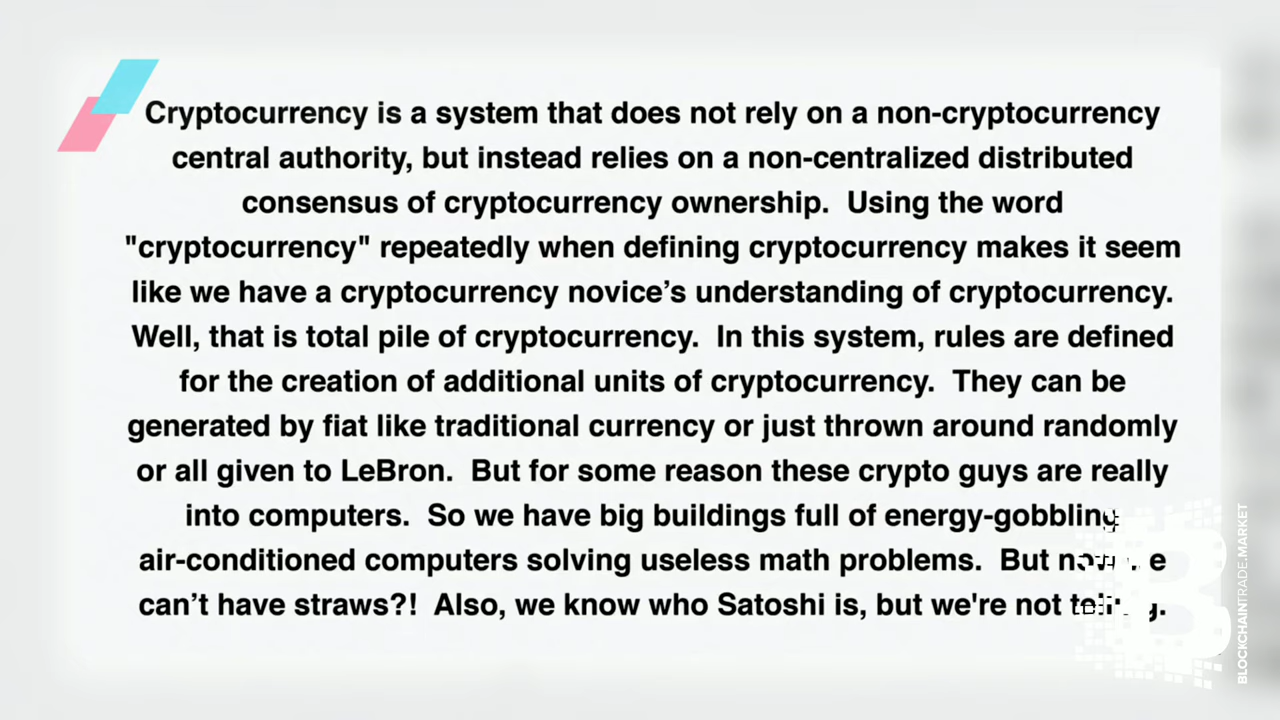 Cryptocurrency is a system that does not rely on a non-cryptocurrency
central authority, but instead relies on a non-centralized distributed
consensus of cryptocurrency ownership.  Using the word
"cryptocurrency" repeatedly when defining cryptocurrency makes it seem
like we have a cryptocurrency novice’s understanding of cryptocurrency.
Well, that is total pile of cryptocurrency.  In this system, rules are defined
for the creation of additional units of cryptocurrency.  They can be
generated by fiat like traditional currency or just thrown around randomly
or all given to LeBron.  But for some reason these crypto guys are really
into computers.  So we have big buildings full of energy-gobbling
air-conditioned computers solving useless math problems.  But
can’t have straws?!  Also, we know who Satoshi is, but we're not
BLOCKCHAINTRADE.MARKET